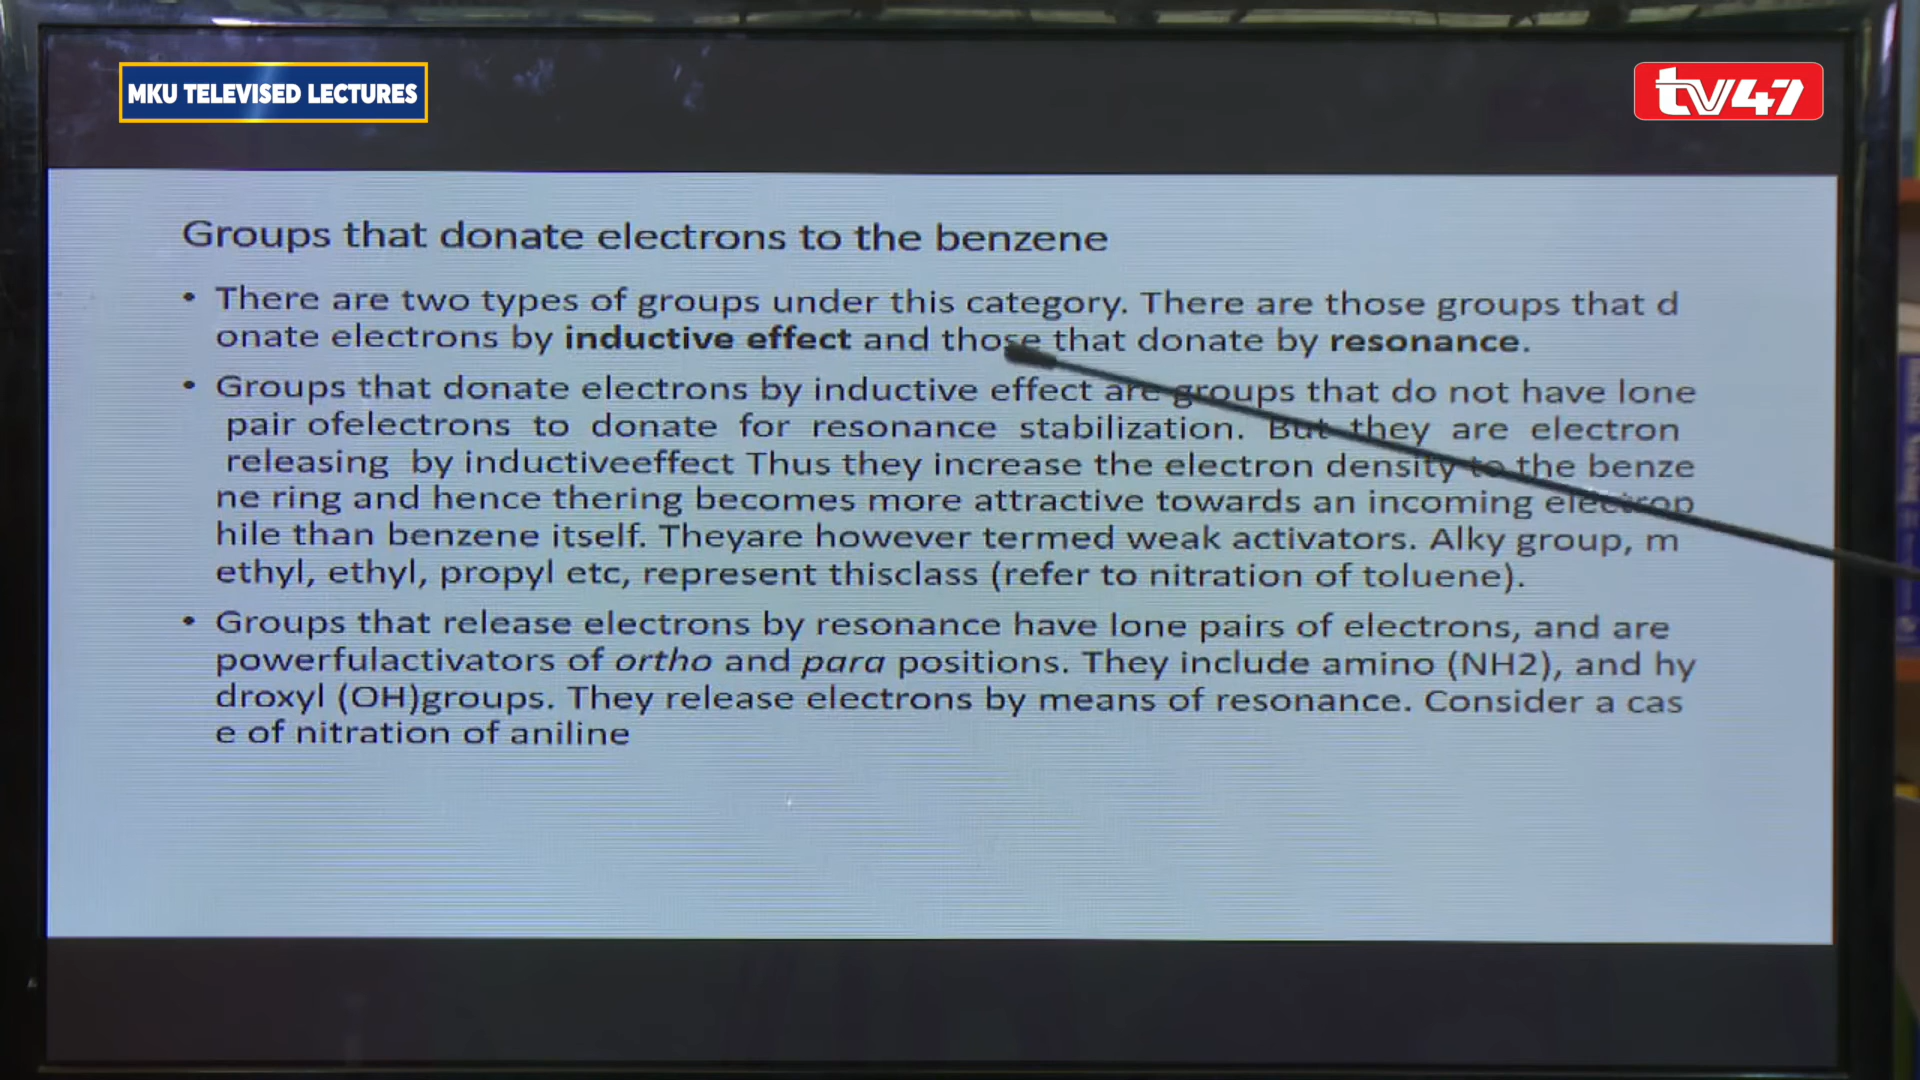 MKU TELEVISED LECTURES
tv47
Groups that donate electrons to the benzene
• There are two types of groups under this category. There are those groups that d
onate electrons by inductive effect and those that donate by resonance.
• Groups that donate electrons by inductive effect are groups that do not have lone
pair ofelectrons to donate for resonance stabilization. But they are electron
releasing by inductiveeffect Thus they increase the electron density to the benze
ne ring and hence thering becomes more attractive towards an incoming electrop
hile than benzene itself. Theyare however termed weak activators. Alky group, m
ethyl, ethyl, propyl etc, represent thisclass (refer to nitration of toluene).
• Groups that release electrons by resonance have lone pairs of electrons, and are
powerfulactivators of ortho and para positions. They include amino (NH2), and hy
droxyl (OH)groups. They release electrons by means of resonance. Consider a cas
e of nitration of aniline